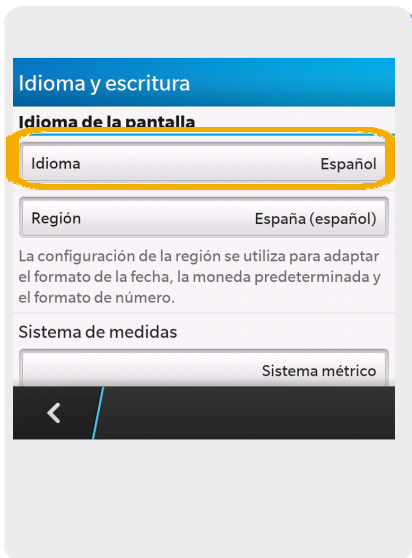 Idioma y escritura
Idioma de la pantalla
Idioma Español
Región España (español)
La configuración de la región se utiliza para adaptar
el formato de la fecha, la moneda predeterminada y
el formato de número.
Sistema de medidas
Sistema métrico